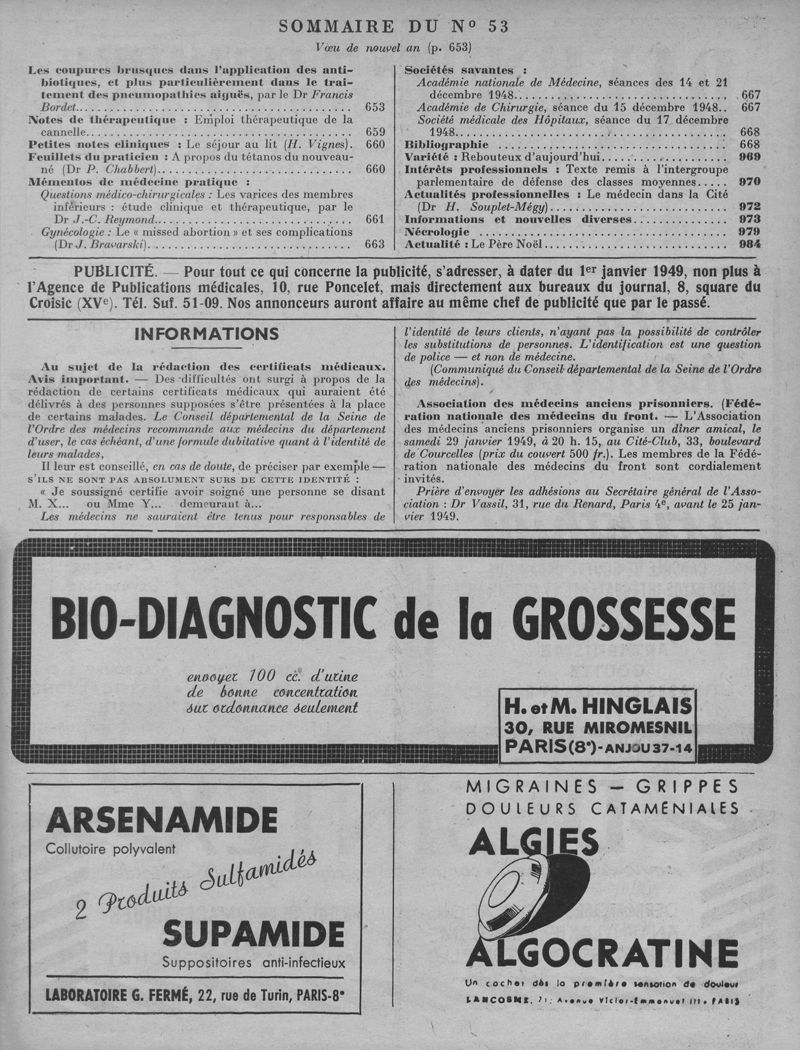 SOMMAIRE DU Nº 53
Vœu de nouvel an (p. 653)
Les coupures brusques dans l'application des anti-
biotiques, et plus particulièrement dans le trai-
tement des pneumopathies aiguës, par le Dr Francis
Bordet........ 653
Notes de thérapeutique : Emploi thérapeutique de la
cannelle........ 659
Petites notes cliniques : Le séjour au lit (H. Vignes). 660
Feuillets du praticien : A propos du tétanos du nouveau-
né (Dr P. Chabbert)........ 660
Mémentos de médecine pratique :
Questions médico-chirurgicales : Les varices des membres
inférieurs : étude clinique et thérapeutique, par le
Dr J.-C. Reymond........ 661
Gynécologie : Le « missed abortion » et ses complications
(Dr J. Bravarski)........ 663
Sociétés savantes :
Académie nationale de Médecine, séances des 14 et 21
décembre 1948........ 667
Académie de Chirurgie, séance du 15 décembre 1948.. 667
Société médicale des Hôpitaux, séance du 17 décembre
1948........ 668
Bibliographie ........ 668
Variété : Rebouteux d'aujourd'hui........ 969
Intérêts professionnels : Texte remis à l'intergroupe
parlementaire de défense des classes moyennes..... 970
Actualités professionnelles : Le médecin dans la Cité
(Dr H. Souplet-Mégy)........ 972
Informations et nouvelles diverses........ 973
Nécrologie ........ 979
Actualité : Le Père Noël........ 984
PUBLICITÉ. — Pour tout ce qui concerne la publicité, s'adresser, à dater du 1er janvier 1949, non plus à
l'Agence de Publications médicales, 10, rue Poncelet, mais directement aux bureaux du journal, 8, square du
Croisic (XVe). Tél. Suf. 51-09. Nos annonceurs auront affaire au même chef de publicité que par le passé.
INFORMATIONS
Au sujet de la rédaction des certificats médicaux.
Avis important. — Des difficultés ont surgi à propos de la
rédaction de certains certificats médicaux qui auraient été
délivrés à des personnes supposées s'être présentées à la place
de certains malades. Le Conseil départemental de la Seine de
l'Ordre des médecins recommande aux médecins du département
d'user, le cas échéant, d'une formule dubitative quant à l'identité de
leurs malades,
Il leur est conseillé, en cas de doute, de préciser par exemple —
S'ILS NE SONT PAS ABSOLUMENT SURS DE CETTE IDENTITÉ :
« Je soussigné certifie avoir soigné une personne se disant
M. X... ou Mme Y... demeurant à...
Les médecins ne sauraient être tenus pour responsables de
l'identité de leurs clients, n'ayant pas la possibilité de contrôler
les substitutions de personnes. L'identification est une question
de police — et non de médecine.
(Communiqué du Conseil départemental de la Seine de l'Ordre
des médecins).
Association des médecins anciens prisonniers. (Fédé-
ration nationale des médecins du front. — L'Association
des médecins anciens prisonniers organise un dîner amical, le
samedi 29 janvier 1949, à 20 h. 15, au Cité-Club, 33, boulevard
de Courcelles (prix du couvert 500 fr.). Les membres de la Fédé-
ration nationale des médecins du front sont cordialement
invités.
Prière d'envoyer les adhésions au Secrétaire général de l'Asso-
ciation : Dr Vassil, 31, rue du Renard, Paris 4e, avant le 25 jan-
vier 1949.
BIO-DIAGNOSTIC de la GROSSESSE
envoyer 100 cc. d'urine
de bonne concentration
sur ordonnance seulement
H. et M. HINGLAIS
30, RUE MIROMESNIL
PARIS (8e) - ANJOU 37-14
ARSENAMIDE
Collutoire polyvalent
2 Produits Sulfamidés
SUPAMIDE
Suppositoires anti-infectieux
LABORATOIRE G. FERMÉ, 22, rue de Turin, PARIS-8e
MIGRAINES — GRIPPES
DOULEURS CATAMÉNIALES
ALGIES
ALGOCRATINE
Un cachet dès la première sensation de douleur
LANCOSME, 71, Avenue Victor-Emmanuel III - PARIS